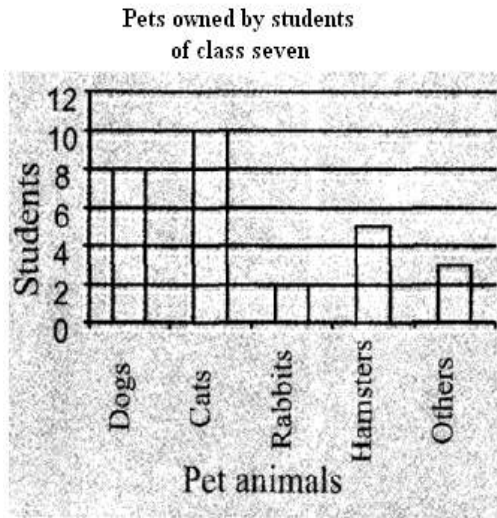 Pets owned by students
of class seven
12
10
8
6
4
2
0
Students
Dogs
Cats
Rabbits
Hamsters
Others
Pet animals